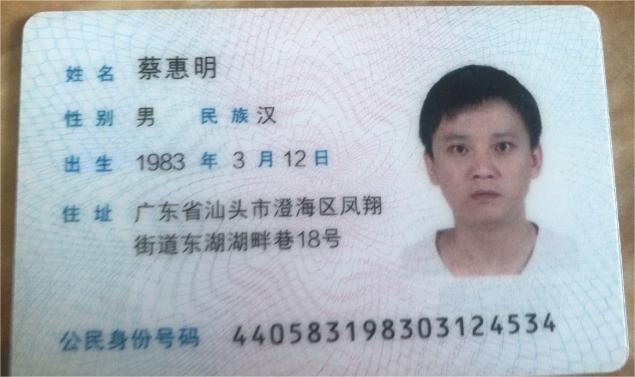 姓名 蔡惠明
性别 男 民族 汉
出生 1983 年 3 月 12 日
住址 广东省汕头市澄海区凤翔
街道东湖湖畔巷18号
公民身份号码 440583198303124534